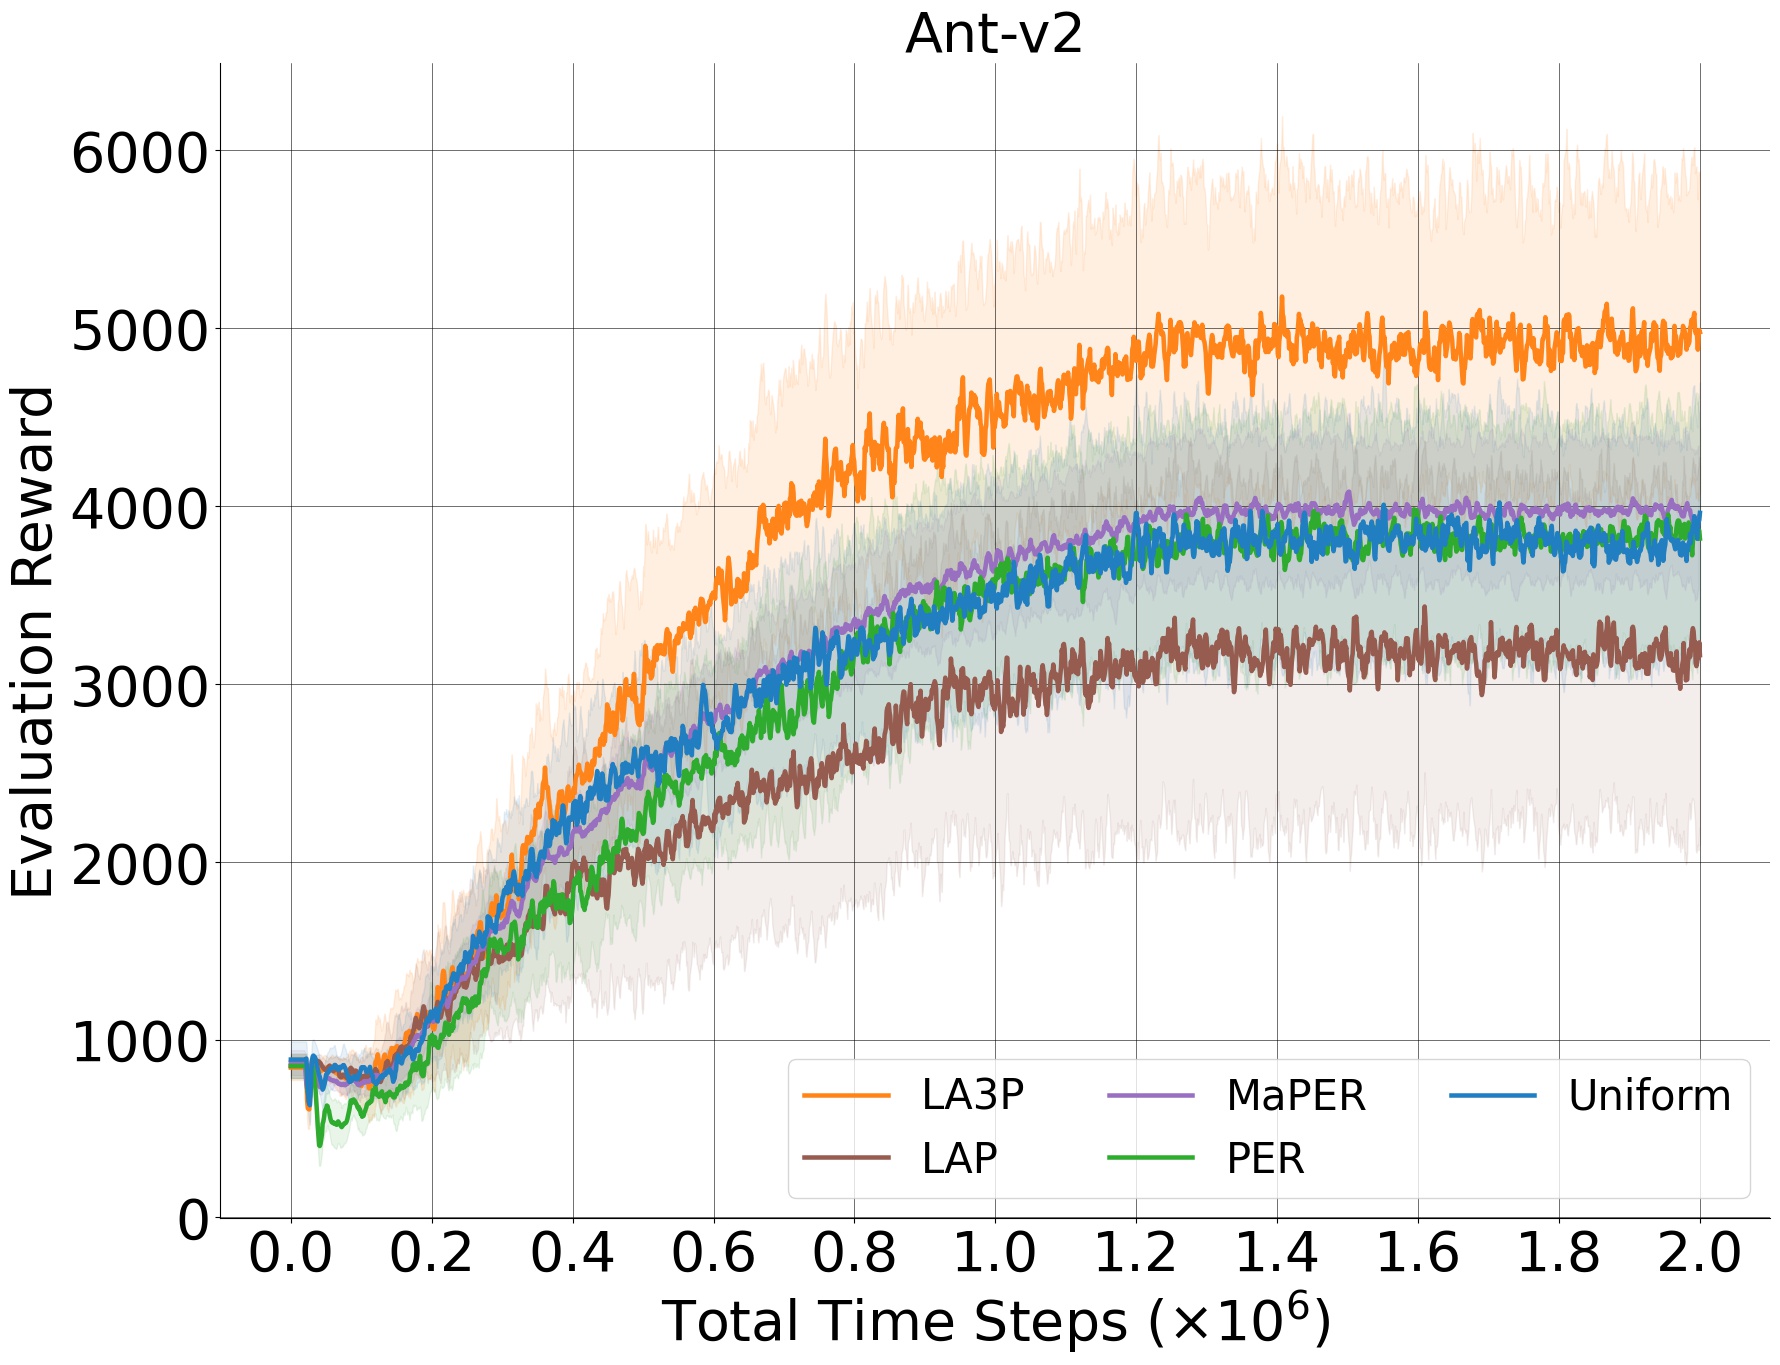 Ant-v2
Evaluation Reward
6000
5000
4000
3000
2000
1000
0
LA3P MaPER Uniform
LAP PER
0.0 0.2 0.4 0.6 0.8 1.0 1.2 1.4 1.6 1.8 2.0
Total Time Steps (×10⁶)